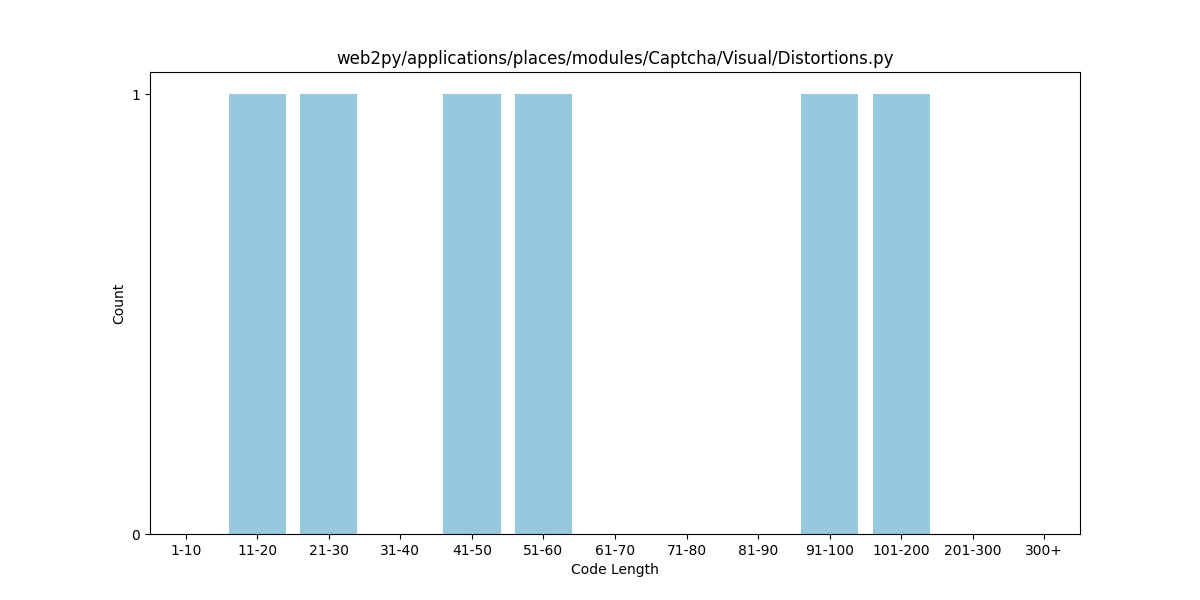 web2py/applications/places/modules/Captcha/Visual/Distortions.py
1
Count
0
1-10 11-20 21-30 31-40 41-50 51-60 61-70 71-80 81-90 91-100 101-200 201-300 300+
Code Length